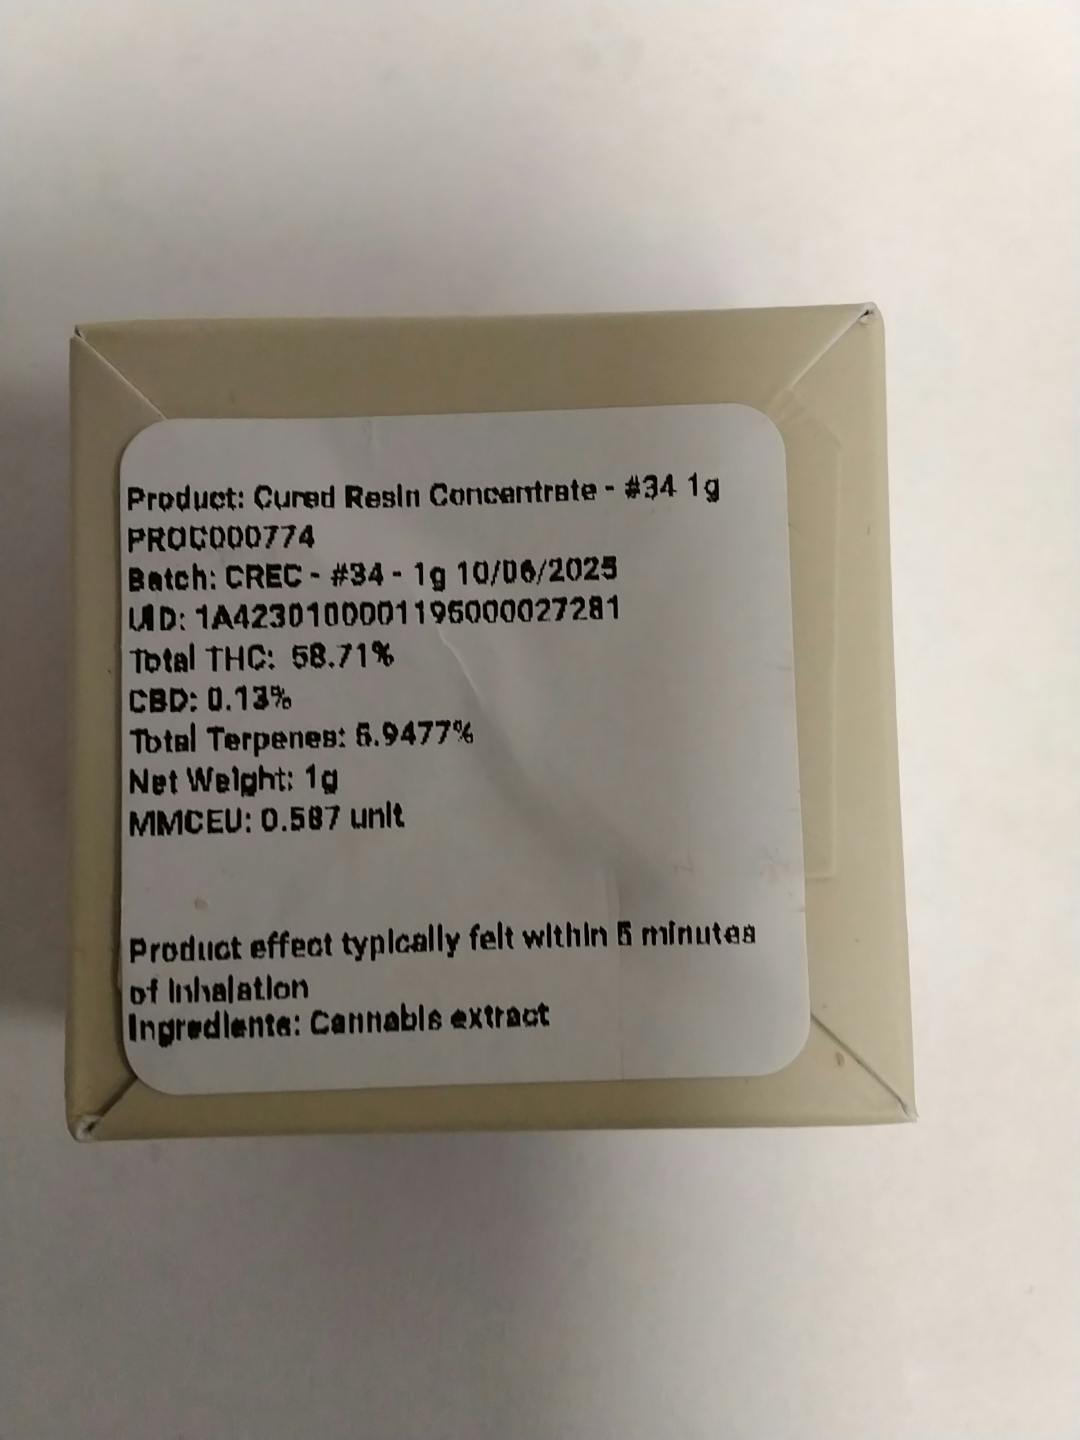 Product: Cured Resin Concentrate - #34 1g
PROC000774
Batch: CREC - #34 - 1g 10/06/2025
UID: 1A4230100001195000027281
Total THC: 58.71%
CBD: 0.13%
Total Terpenes:
Net Weight: 1g
MMCEU: 0.587 unit
Product effect typically felt within 5 minutes
of inhalation
Ingredients: Cannabis extract